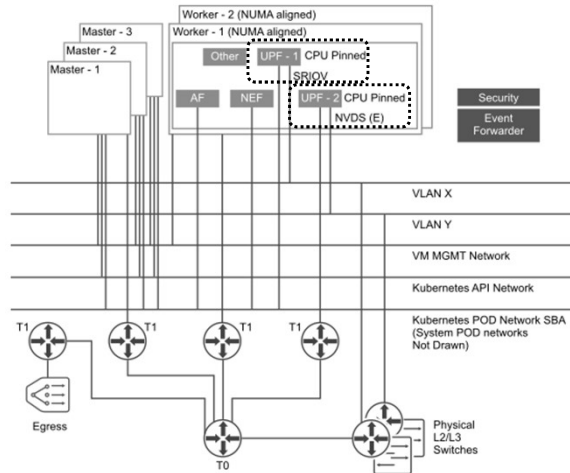 Worker - 2 (NUMA aligned)
Worker - 1 (NUMA aligned)
Master - 3
Master - 2
Master - 1
Other
UPF - 1
CPU Pinned
SRIOV
AF
NEF
UPF - 2
CPU Pinned
NVDS (E)
Security
Event
Forwarder
VLAN X
VLAN Y
VM MGMT Network
Kubernetes API Network
Kubernetes POD Network SBA
(System POD networks
Not Drawn)
T1
T1
T1
T1
Egress
T0
Physical
L2/L3
Switches